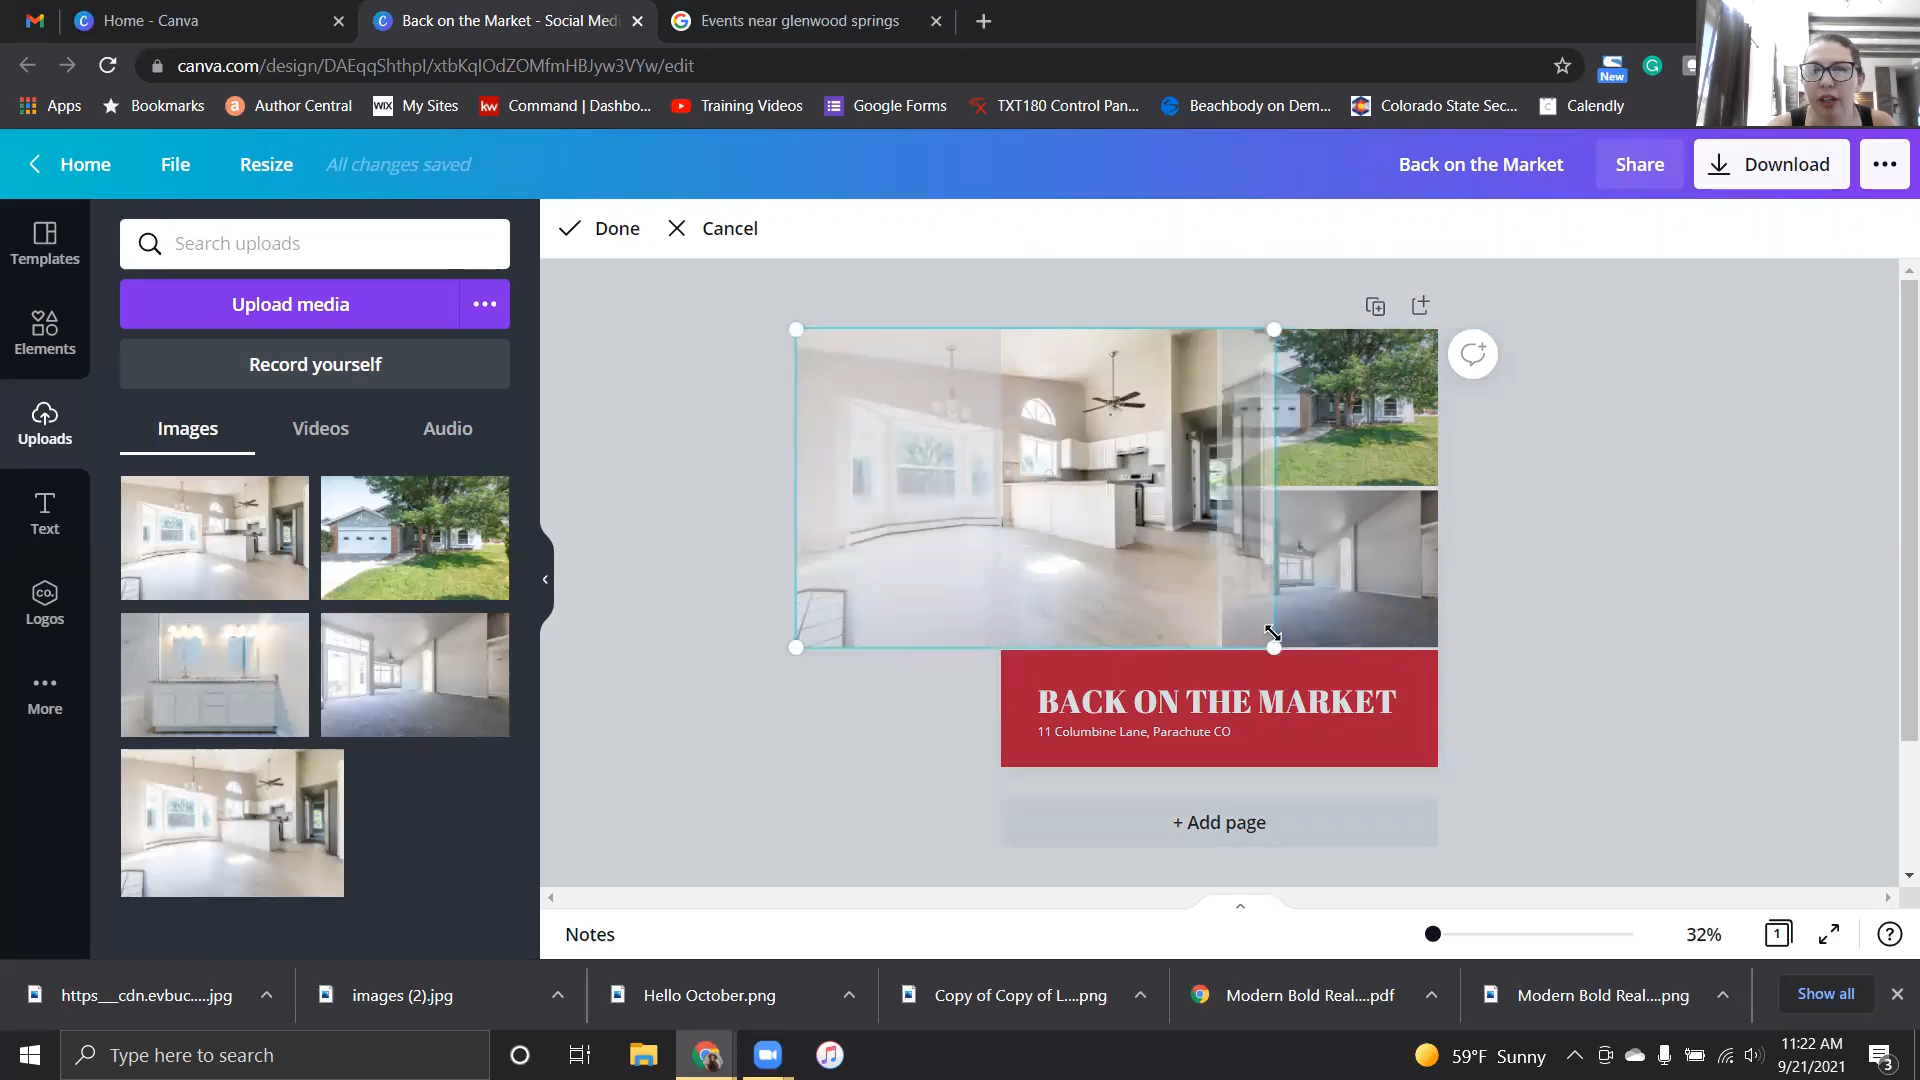 Home - Canva
Back on the Market - Social Medi
Events near glenwood springs
canva.com/design/DAEqqShthpI/xtbKqIOdZOMfmHBJyw3VYw/edit
New
Apps
Bookmarks
Author Central
WIX My Sites
kw Command | Dashbo...
Training Videos
Google Forms
TXT180 Control Pan...
Beachbody on Dem...
Colorado State Sec...
Calendly
Home
File
Resize
All changes saved
Back on the Market
Share
Download
Templates
Elements
Uploads
Text
CO.
Logos
More
Search uploads
Upload media
Record yourself
Images
Videos
Audio
Done
Cancel
BACK ON THE MARKET
11 Columbine Lane, Parachute CO
+ Add page
Notes
32%
1
?
https___cdn.evbuc.....jpg
images (2).jpg
Hello October.png
Copy of Copy of L....png
Modern Bold Real....pdf
Modern Bold Real....png
Show all
Type here to search
59°F Sunny
11:22 AM
9/21/2021
3